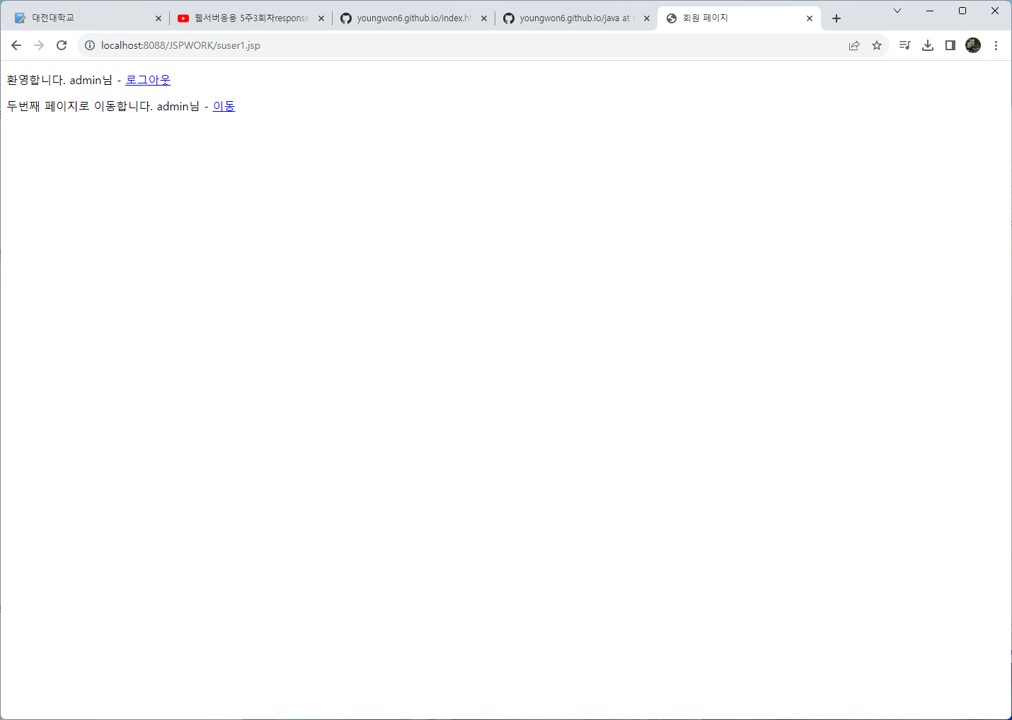 대전대학교
웹서버응용 5주3회차response
youngwon6.github.io/index.h
youngwon6.github.io/java at
회원 페이지
localhost:8088/JSPWORK/suser1.jsp
환영합니다. admin님 - 로그아웃
두번째 페이지로 이동합니다. admin님 - 이동